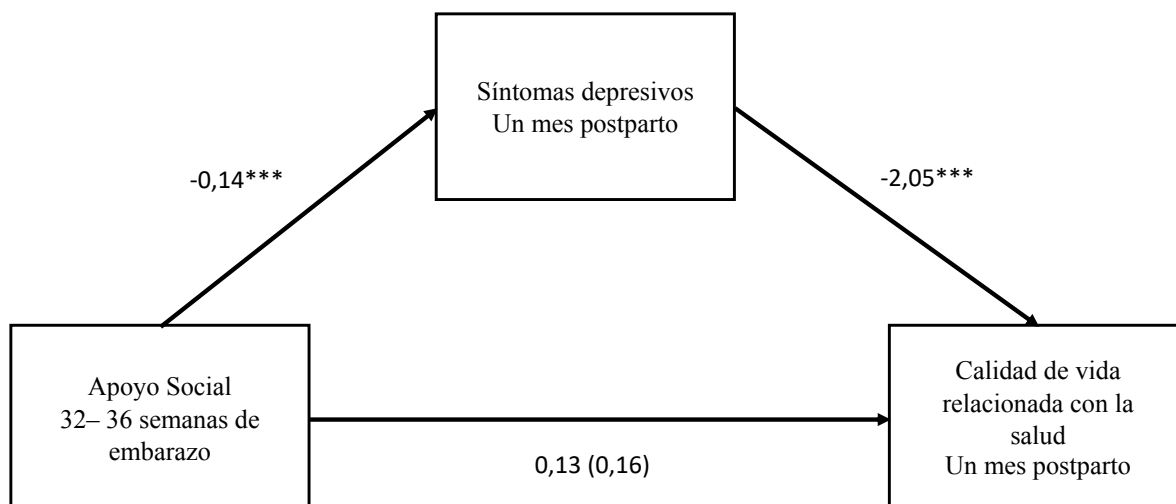 Síntomas depresivos
Un mes postparto
-0,14***
-2,05***
Apoyo Social
32– 36 semanas de
embarazo
Calidad de vida
relacionada con la
salud
Un mes postparto
0,13 (0,16)